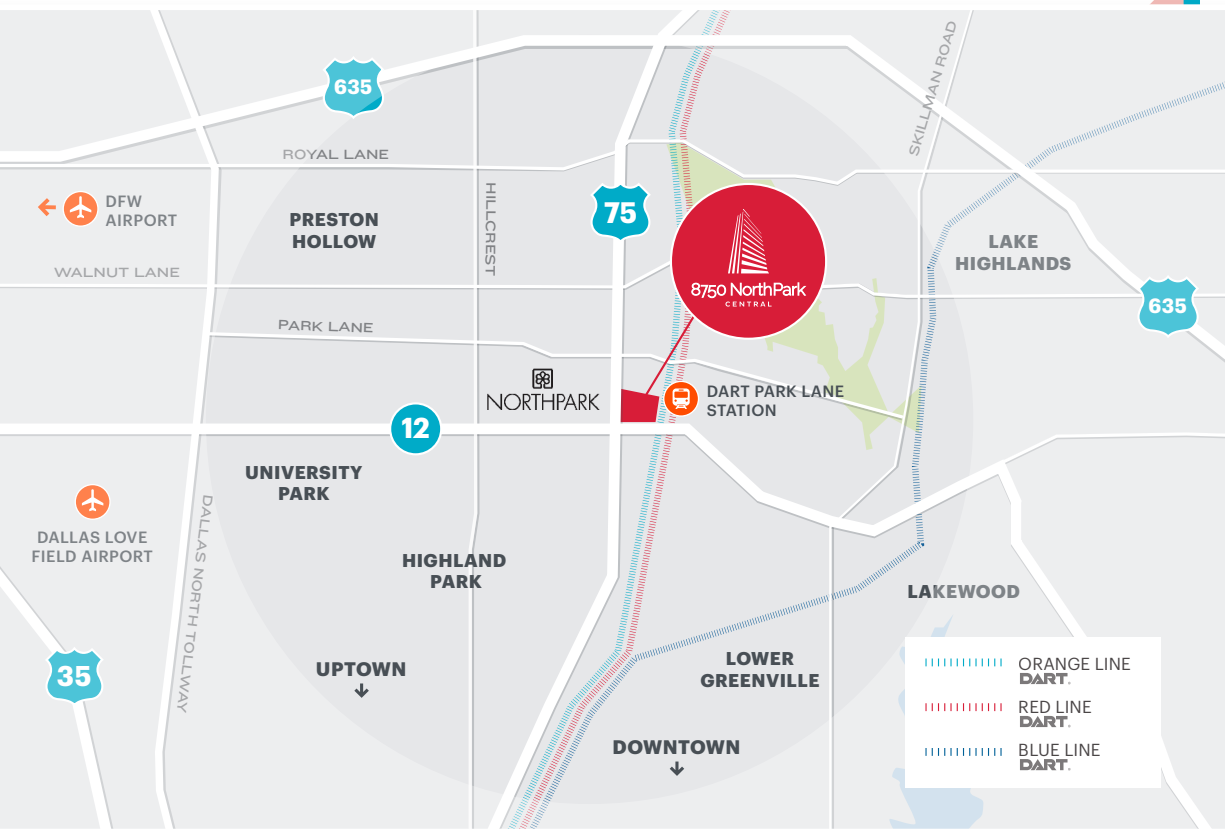 SKILLMAN ROAD
635
ROYAL LANE
DFW
AIRPORT
PRESTON
HOLLOW
HILLCREST
75
LAKE
HIGHLANDS
WALNUT LANE
8750 NorthPark
CENTRAL
635
PARK LANE
NORTHPARK
DART PARK LANE
STATION
12
UNIVERSITY
PARK
DALLAS LOVE
FIELD AIRPORT
DALLAS NORTH TOLLWAY
HIGHLAND
PARK
LAKEWOOD
35
UPTOWN
LOWER
GREENVILLE
DOWNTOWN
ORANGE LINE
DART.
RED LINE
DART.
BLUE LINE
DART.